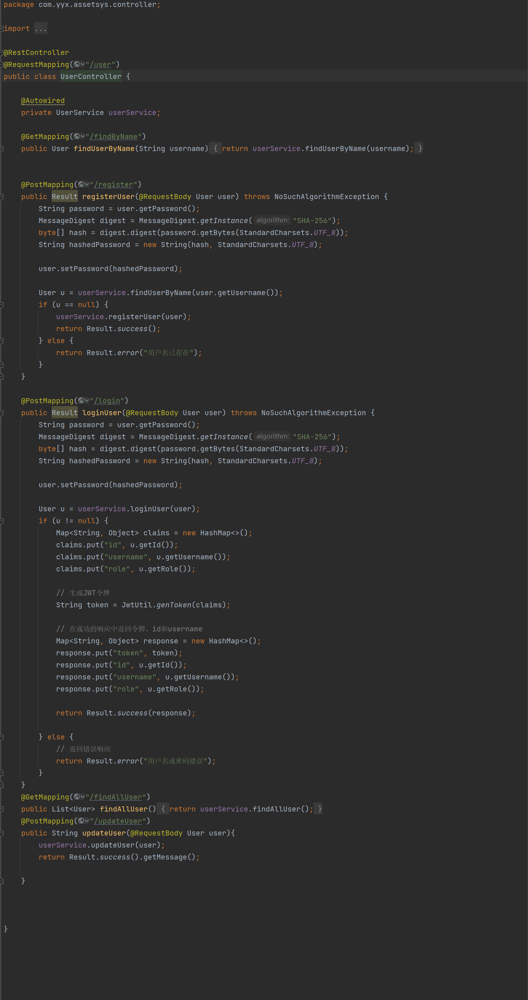 package com.yyx.assetsys.controller;
import ...
@RestController
@RequestMapping("/user")
public class UserController {
@Autowired
private UserService userService;
@GetMapping("/findByName")
public User findUserByName(String username) { return userService.findUserByName(username); }
@PostMapping("/register")
public Result registerUser(@RequestBody User user) throws NoSuchAlgorithmException {
String password = user.getPassword();
MessageDigest digest = MessageDigest.getInstance( algorithm: "SHA-256");
byte[] hash = digest.digest(password.getBytes(StandardCharsets.UTF_8));
String hashedPassword = new String(hash, StandardCharsets.UTF_8);
user.setPassword(hashedPassword);
User u = userService.findUserByName(user.getUsername());
if (u == null) {
userService.registerUser(user);
return Result.success();
} else {
return Result.error("用户名已存在");
}
}
@PostMapping("/login")
public Result loginUser(@RequestBody User user) throws NoSuchAlgorithmException {
String password = user.getPassword();
MessageDigest digest = MessageDigest.getInstance( algorithm: "SHA-256");
byte[] hash = digest.digest(password.getBytes(StandardCharsets.UTF_8));
String hashedPassword = new String(hash, StandardCharsets.UTF_8);
user.setPassword(hashedPassword);
User u = userService.loginUser(user);
if (u != null) {
Map<String, Object> claims = new HashMap<>();
claims.put("id", u.getId());
claims.put("username", u.getUsername());
claims.put("role", u.getRole());
// 生成JWT令牌
String token = JwtUtil.genToken(claims);
// 在成功的响应中返回令牌、id和username
Map<String, Object> response = new HashMap<>();
response.put("token", token);
response.put("id", u.getId());
response.put("username", u.getUsername());
response.put("role", u.getRole());
return Result.success(response);
} else {
// 返回错误响应
return Result.error("用户名或密码错误");
}
}
@GetMapping("/findAllUser")
public List<User> findAllUser() { return userService.findAllUser(); }
@PostMapping("/updateUser")
public String updateUser(@RequestBody User user){
userService.updateUser(user);
return Result.success().getMessage();
}
}